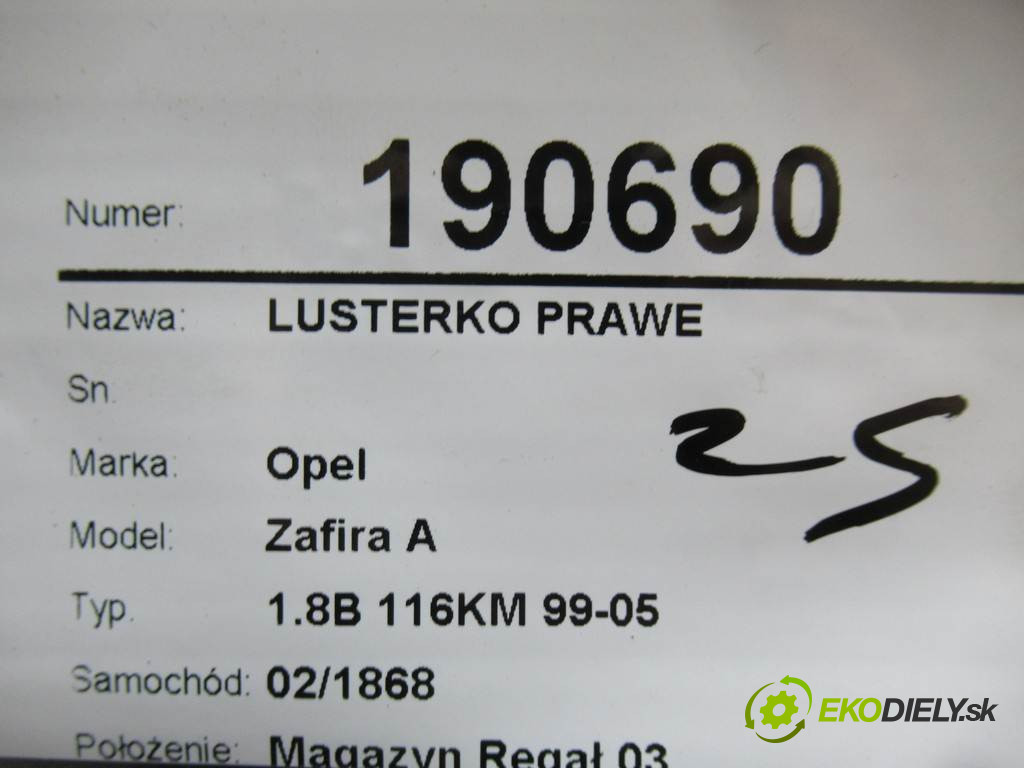 Numer: 190690
Nazwa: LUSTERKO PRAWE
Sn.
25
Marka: Opel
Model: Zafira A
Typ. 1.8B 116KM 99-05
Samochód: 02/1868
Położenie: Magazyn Regał 03
EKODIELY.sk